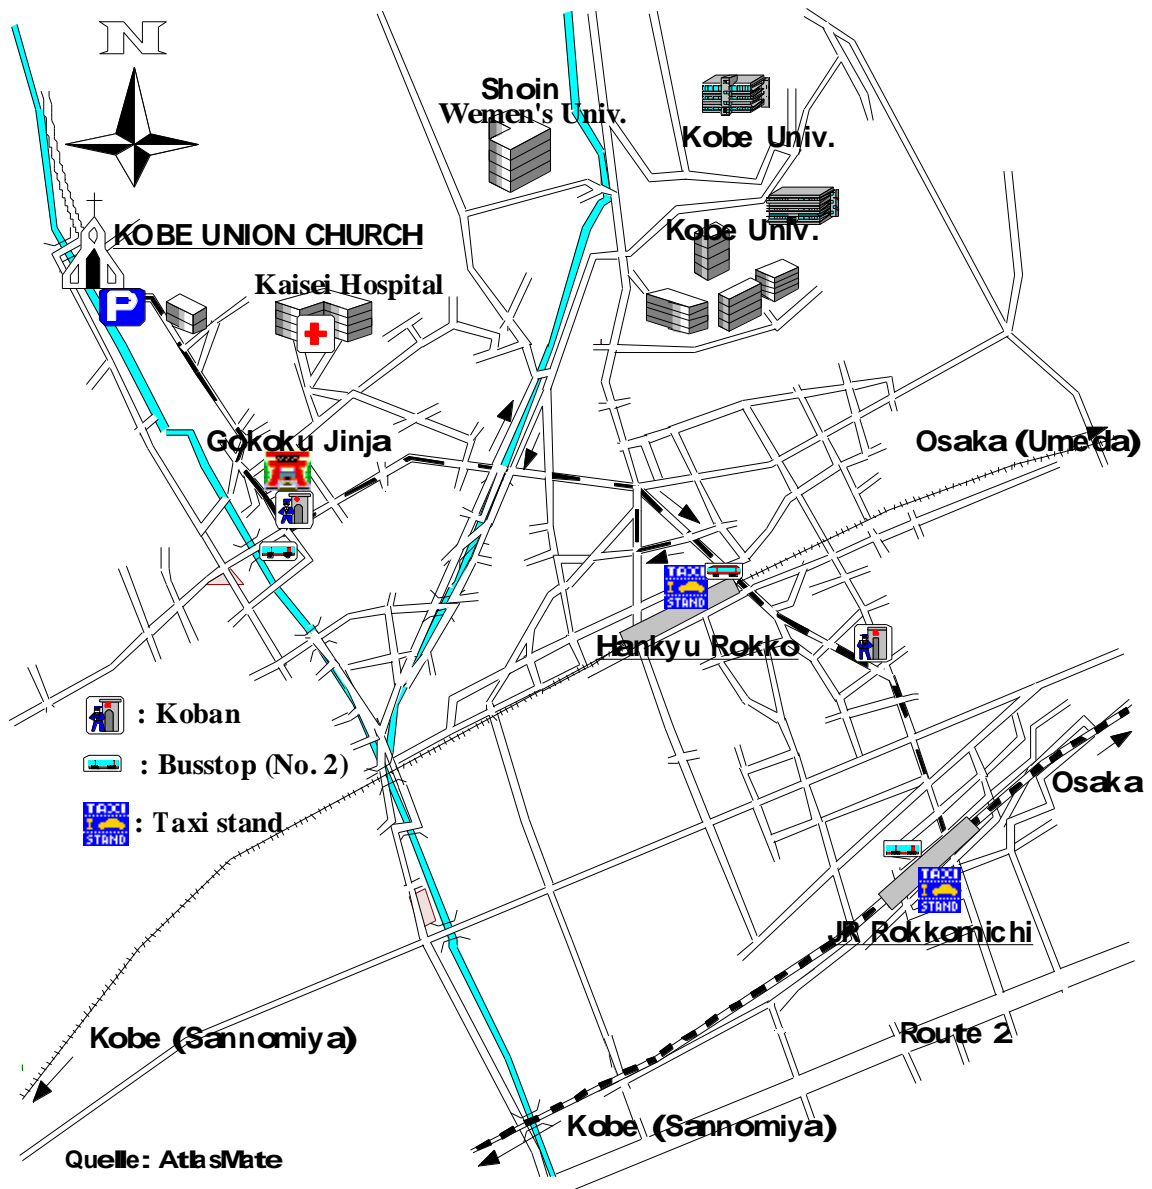 N
Shoin
Wemen's Univ.
Kobe Univ.
KOBE UNION CHURCH
Kobe Univ.
Kaisei Hospital
P
Gokoku Jinja
Osaka (Umeda)
TAXI
STAND
Hankyu Rokko
: Koban
: Busstop (No. 2)
TAXI
STAND
: Taxi stand
Osaka
TAXI
STAND
JR Rokkomichi
Route 2
Kobe (Sannomiya)
Kobe (Sannomiya)
Quellle: AtlasMate